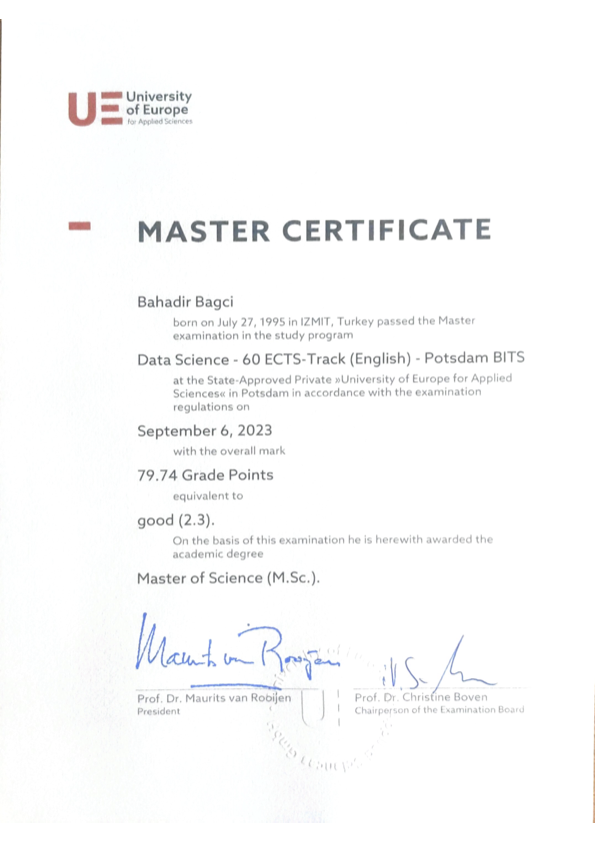 UE University
of Europe
for Applied Sciences
MASTER CERTIFICATE
Bahadir Bagci
born on July 27, 1995 in IZMIT, Turkey passed the Master
examination in the study program
Data Science - 60 ECTS-Track (English) - Potsdam BITS
at the State-Approved Private »University of Europe for Applied
Sciences« in Potsdam in accordance with the examination
regulations on
September 6, 2023
with the overall mark
79.74 Grade Points
equivalent to
good (2.3).
On the basis of this examination he is herewith awarded the
academic degree
Master of Science (M.Sc.).
Maurits van Rooijen
Prof. Dr. Maurits van Rooijen
President
Prof. Dr. Christine Boven
Chairperson of the Examination Board